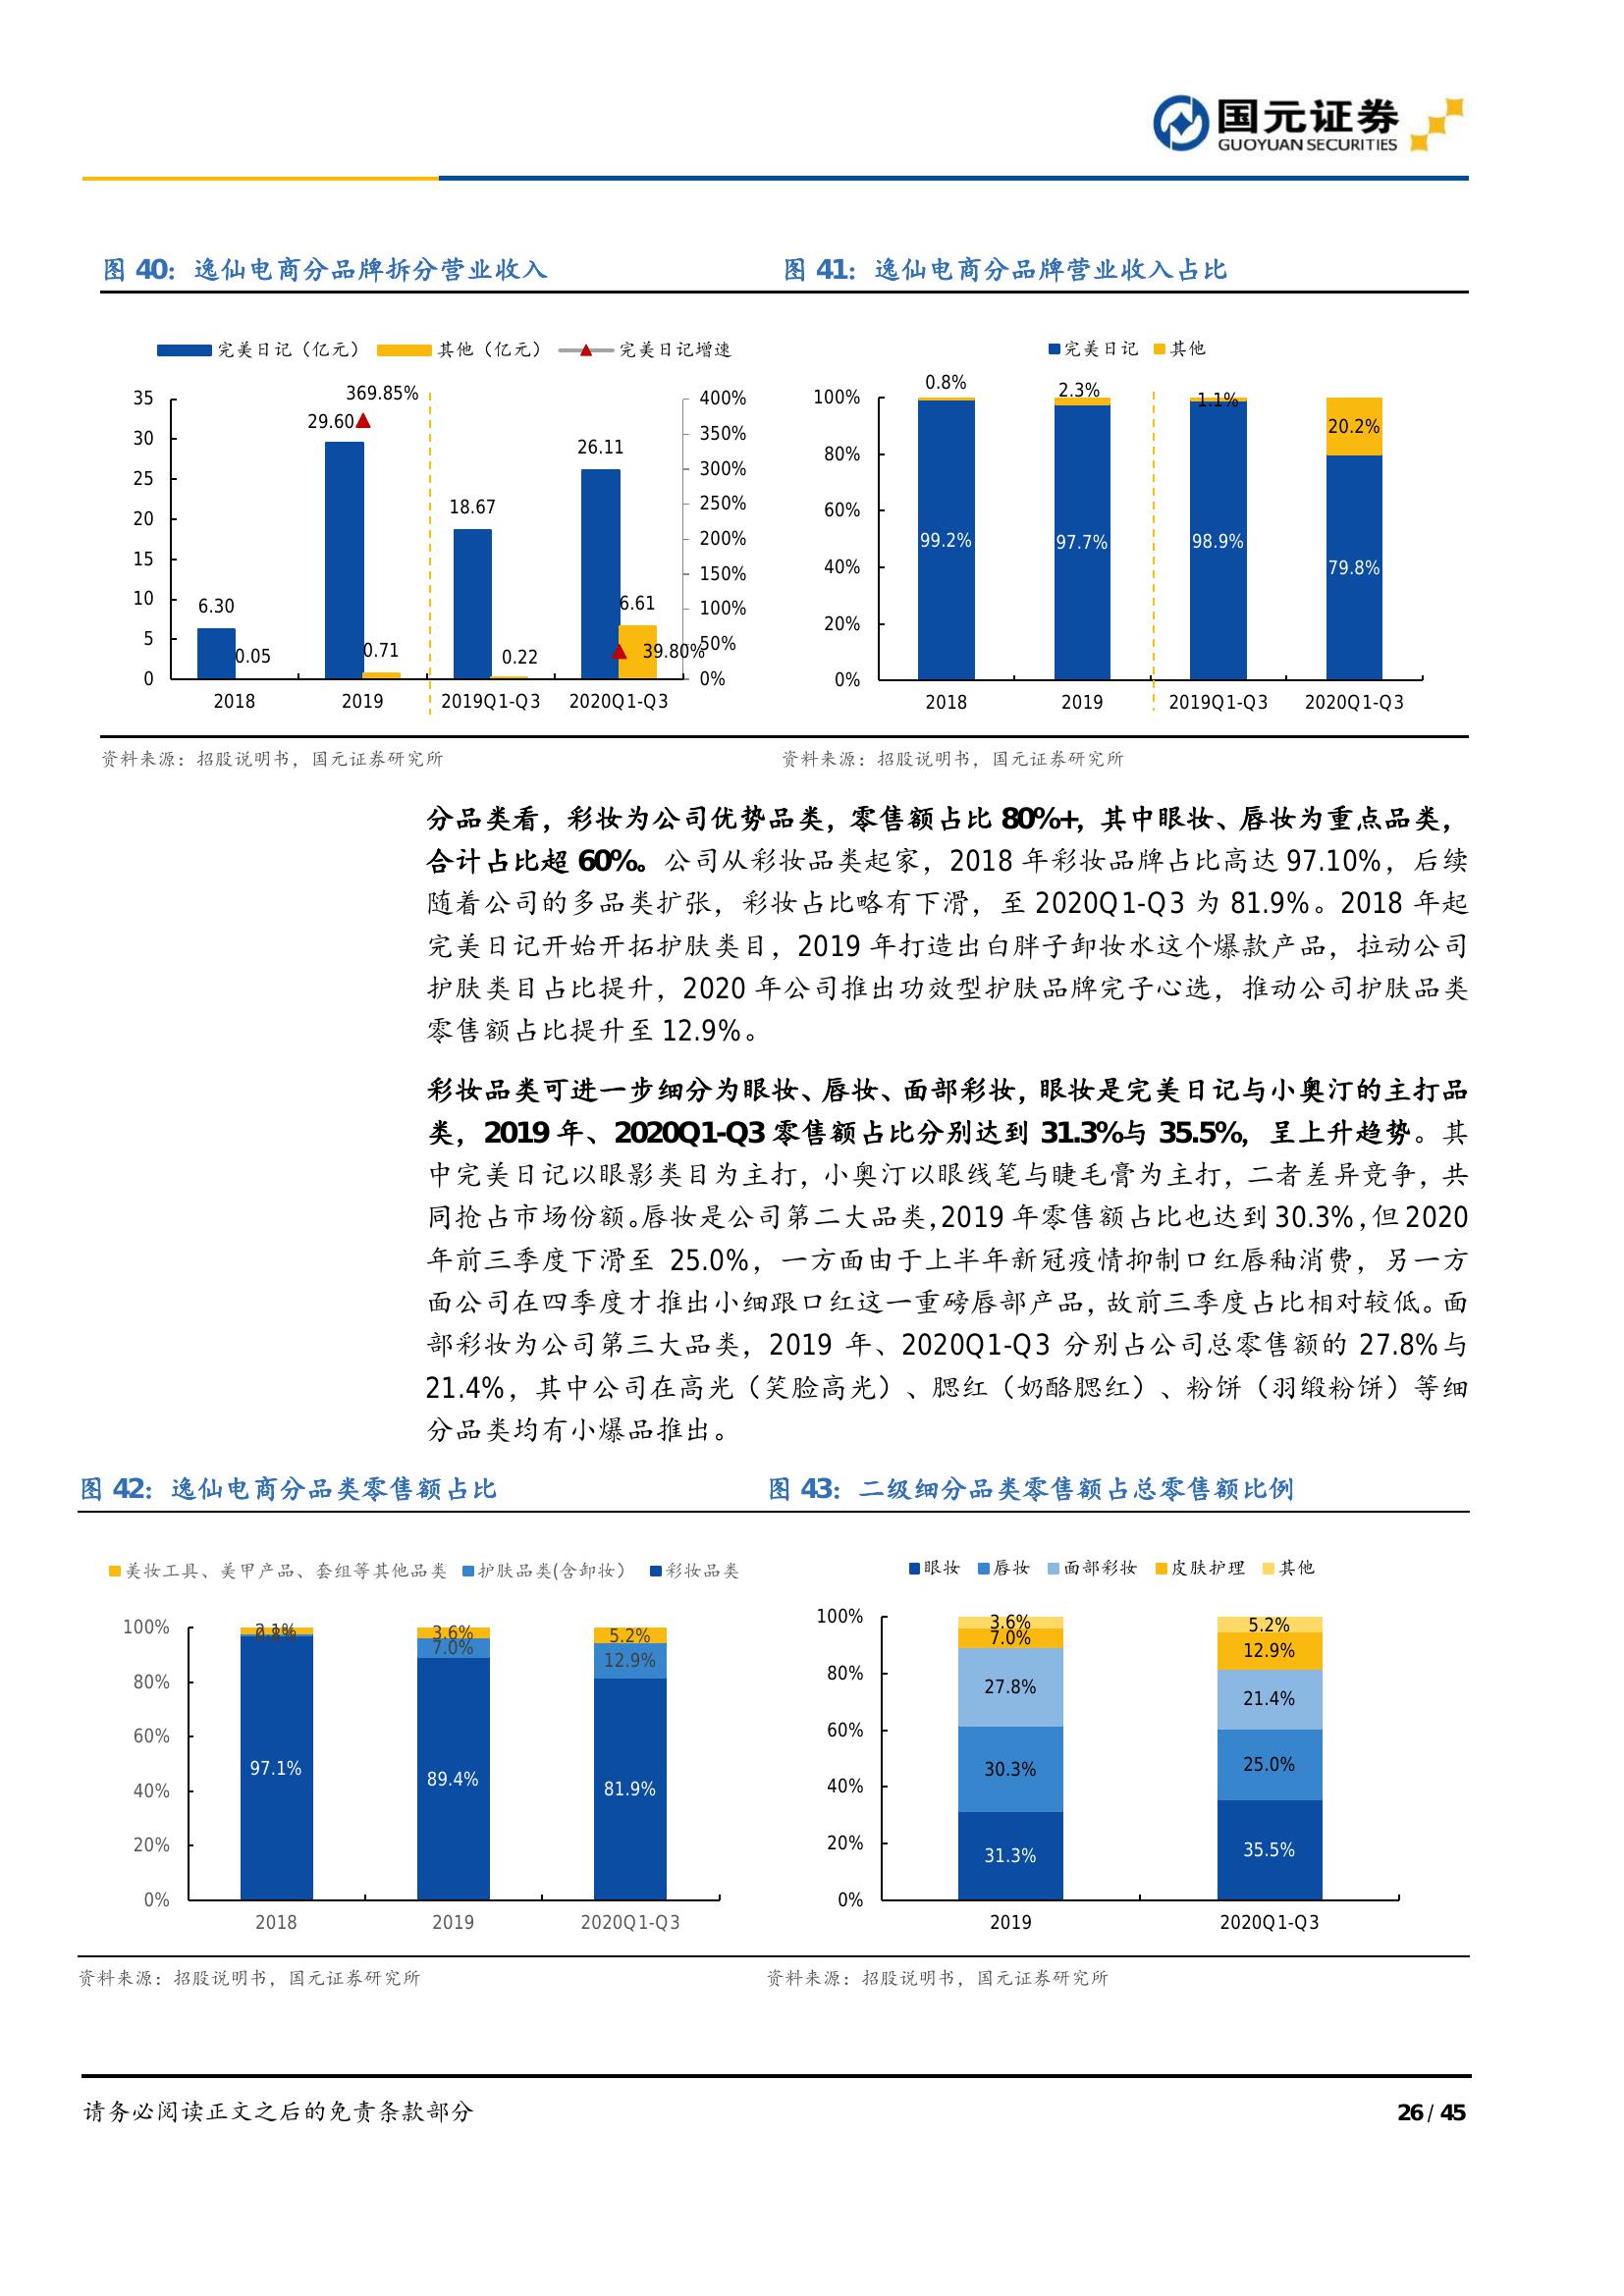 国元证券
GUOYUAN SECURITIES
图 40：逸仙电商分品牌拆分营业收入
完美日记（亿元） 其他（亿元） 完美日记增速
35
30
25
20
15
10
5
0
400%
350%
300%
250%
200%
150%
100%
50%
0%
6.30
0.05
29.60
369.85%
0.71
18.67
0.22
26.11
6.61
39.80%
2018 2019 2019Q1-Q3 2020Q1-Q3
资料来源：招股说明书，国元证券研究所
图 41：逸仙电商分品牌营业收入占比
完美日记 其他
100%
80%
60%
40%
20%
0%
0.8% 2.3% 1.1% 20.2%
99.2% 97.7% 98.9% 79.8%
2018 2019 2019Q1-Q3 2020Q1-Q3
资料来源：招股说明书，国元证券研究所
分品类看，彩妆为公司优势品类，零售额占比 80%+，其中眼妆、唇妆为重点品类，
合计占比超 60%。公司从彩妆品类起家，2018 年彩妆品牌占比高达 97.10%，后续
随着公司的多品类扩张，彩妆占比略有下滑，至 2020Q1-Q3 为 81.9%。2018 年起
完美日记开始开拓护肤类目，2019 年打造出白胖子卸妆水这个爆款产品，拉动公司
护肤类目占比提升，2020 年公司推出功效型护肤品牌完子心选，推动公司护肤品类
零售额占比提升至 12.9%。
彩妆品类可进一步细分为眼妆、唇妆、面部彩妆，眼妆是完美日记与小奥汀的主打品
类，2019 年、2020Q1-Q3 零售额占比分别达到 31.3%与 35.5%，呈上升趋势。其
中完美日记以眼影类目为主打，小奥汀以眼线笔与睫毛膏为主打，二者差异竞争，共
同抢占市场份额。唇妆是公司第二大品类，2019 年零售额占比也达到 30.3%，但 2020
年前三季度下滑至 25.0%，一方面由于上半年新冠疫情抑制口红唇釉消费，另一方
面公司在四季度才推出小细跟口红这一重磅唇部产品，故前三季度占比相对较低。面
部彩妆为公司第三大品类，2019 年、2020Q1-Q3 分别占公司总零售额的 27.8%与
21.4%，其中公司在高光（笑脸高光）、腮红（奶酪腮红）、粉饼（羽缎粉饼）等细
分品类均有小爆品推出。
图 42：逸仙电商分品类零售额占比
美妆工具、美甲产品、套组等其他品类 护肤品类(含卸妆） 彩妆品类
100%
80%
60%
40%
20%
0%
2.1% 3.6% 5.2%
7.0% 12.9%
97.1% 89.4% 81.9%
2018 2019 2020Q1-Q3
资料来源：招股说明书，国元证券研究所
图 43：二级细分品类零售额占总零售额比例
眼妆 唇妆 面部彩妆 皮肤护理 其他
100%
80%
60%
40%
20%
0%
3.6% 5.2%
7.0% 12.9%
27.8% 21.4%
30.3% 25.0%
31.3% 35.5%
2019 2020Q1-Q3
资料来源：招股说明书，国元证券研究所
请务必阅读正文之后的免责条款部分
26 / 45